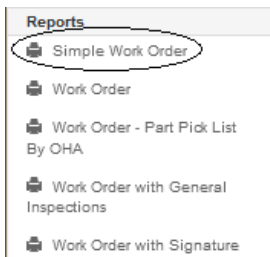 Reports
Simple Work Order
Work Order
Work Order - Part Pick List
By OHA
Work Order with General
Inspections
Work Order with Signature